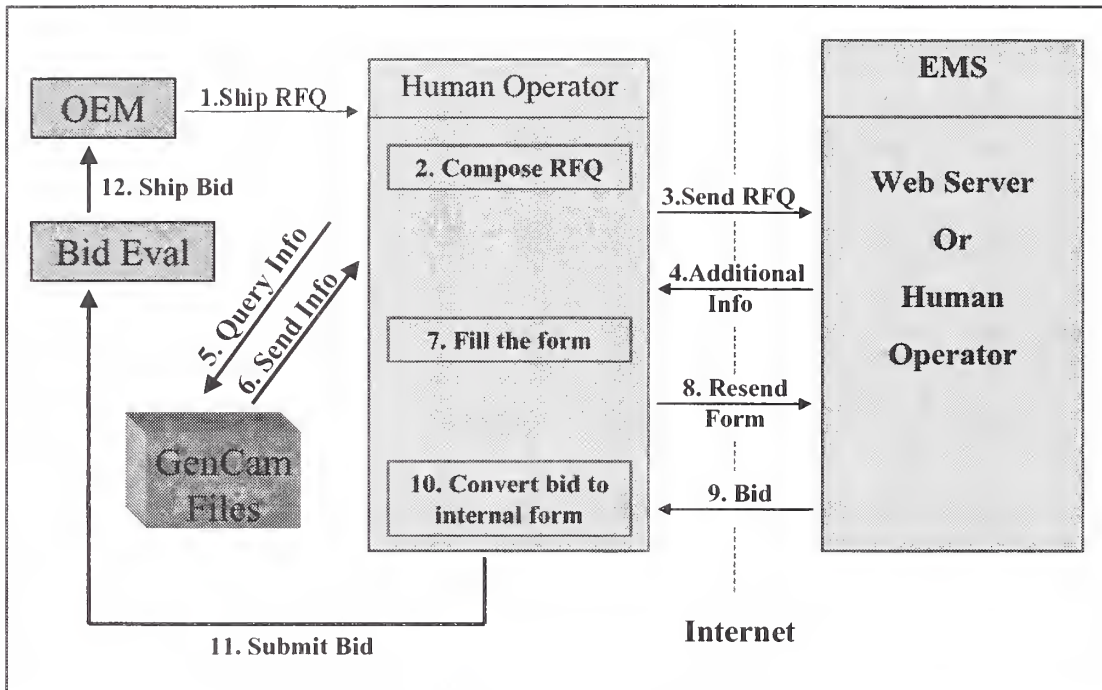 OEM
1.Ship RFQ
12. Ship Bid
Bid Eval
5. Query Info
6. Send Info
GenCam
Files
Human Operator
2. Compose RFQ
7. Fill the form
10. Convert bid to
internal form
11. Submit Bid
3.Send RFQ
4.Additional
Info
8. Resend
Form
9. Bid
Internet
EMS
Web Server
Or
Human
Operator